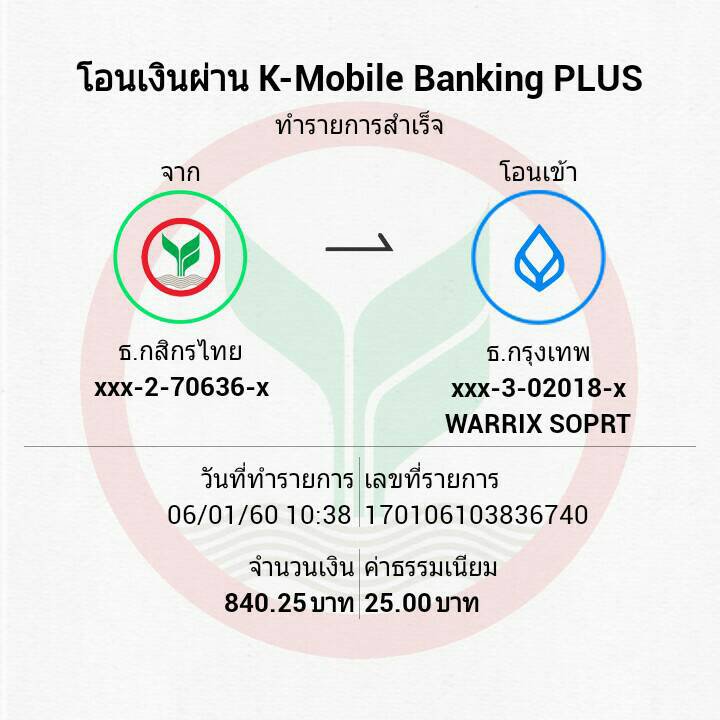 โอนเงินผ่าน K-Mobile Banking PLUS
ทำรายการสำเร็จ
จาก
โอนเข้า
ธ.กสิกรไทย
xxx-2-70636-x
ธ.กรุงเทพ
xxx-3-02018-x
WARRIX SOPRT
วันที่ทำรายการ
06/01/60 10:38
เลขที่รายการ
170106103836740
จำนวนเงิน
840.25 บาท
ค่าธรรมเนียม
25.00 บาท